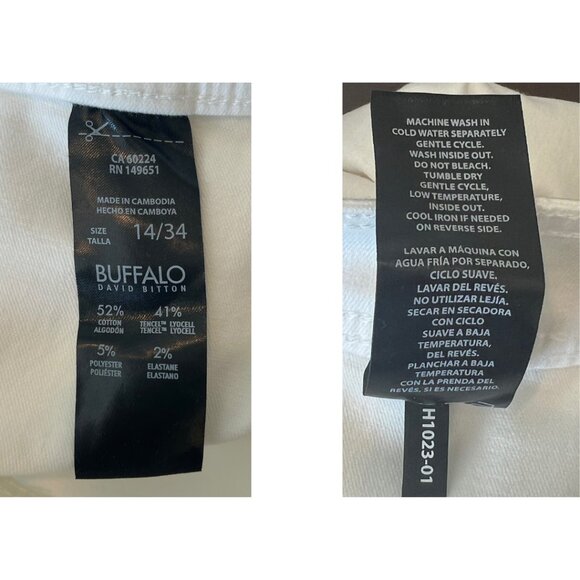 CA 60224
RN 149651
MADE IN CAMBODIA
HECHO EN CAMBOYA
SIZE
TALLA
14/34
BUFFALO
DAVID BITTON
52% 41%
COTTON TENCEL™ LYOCELL
ALGODÓN TENCEL™ LYOCELL
5% 2%
POLYESTER ELASTANE
POLIÉSTER ELASTANO
MACHINE WASH IN
COLD WATER SEPARATELY
GENTLE CYCLE.
WASH INSIDE OUT.
DO NOT BLEACH.
TUMBLE DRY
GENTLE CYCLE,
LOW TEMPERATURE,
INSIDE OUT.
COOL IRON IF NEEDED
ON REVERSE SIDE.
LAVAR A MÁQUINA CON
AGUA FRÍA POR SEPARADO,
CICLO SUAVE.
LAVAR DEL REVÉS.
NO UTILIZAR LEJÍA.
SECAR EN SECADORA
CON CICLO
SUAVE A BAJA
TEMPERATURA,
DEL REVÉS.
PLANCHAR A BAJA
TEMPERATURA
CON LA PRENDA DEL
REVÉS, SI ES NECESARIO.
H1023-01